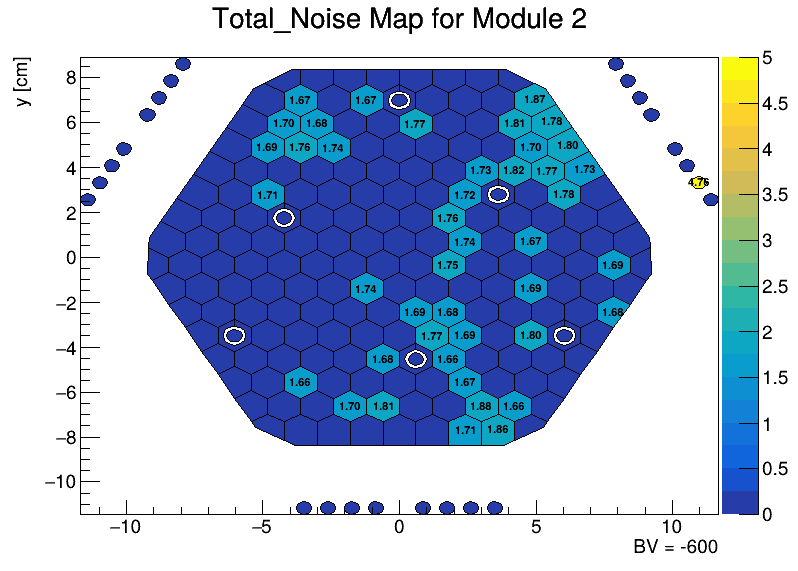 Total_Noise Map for Module 2
y [cm]
8
6
4
2
0
−2
−4
−6
−8
−10
1.67 1.67 1.87
1.70 1.68 1.77 1.81 1.78
1.69 1.76 1.74 1.70 1.80
1.73 1.82 1.77 1.73
1.71 1.72 1.78 4.76
1.76
1.74 1.67
1.75 1.69
1.74 1.69
1.69 1.68 1.68
1.77 1.69 1.80
1.68 1.66
1.66 1.67
1.70 1.81 1.88 1.66
1.71 1.86
−10 −5 0 5 10
BV = -600
5
4.5
4
3.5
3
2.5
2
1.5
1
0.5
0